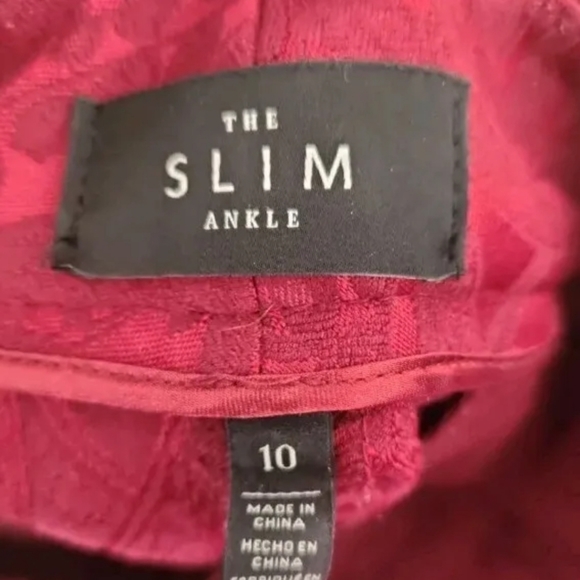 THE
SLIM
ANKLE
10
MADE IN
CHINA
HECHO EN
CHINA